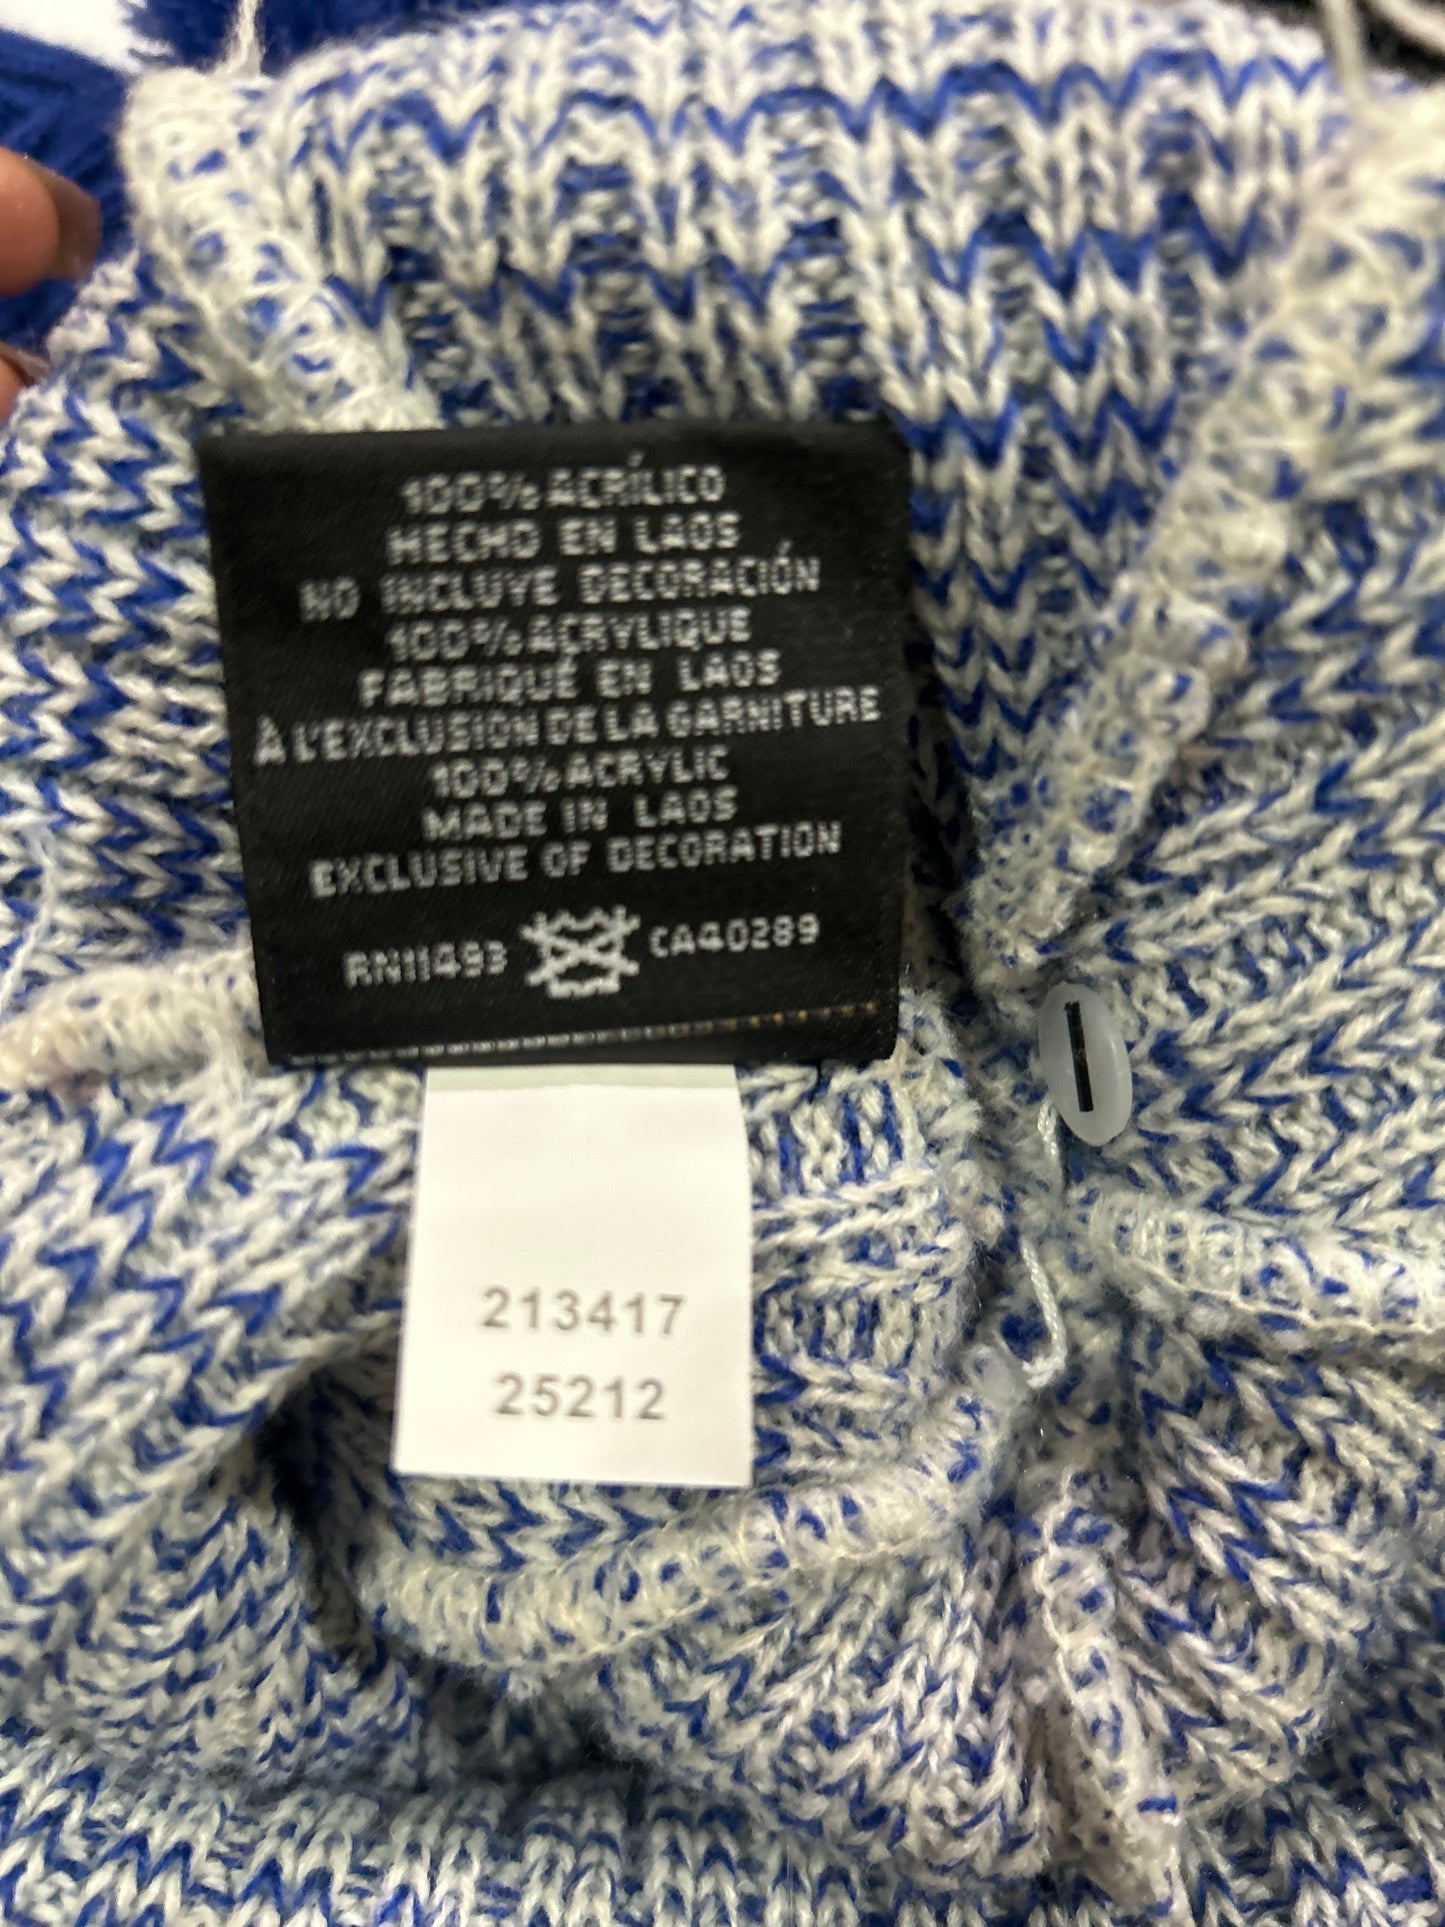 100% ACRÍLICO
HECHO EN LAOS
NO INCLUYE DECORACIÓN
100% ACRYLIQUE
FABRIQUÉ EN LAOS
À L'EXCLUSION DE LA GARNITURE
100% ACRYLIC
MADE IN LAOS
EXCLUSIVE OF DECORATION
RN11493 CA40289
213417
25212